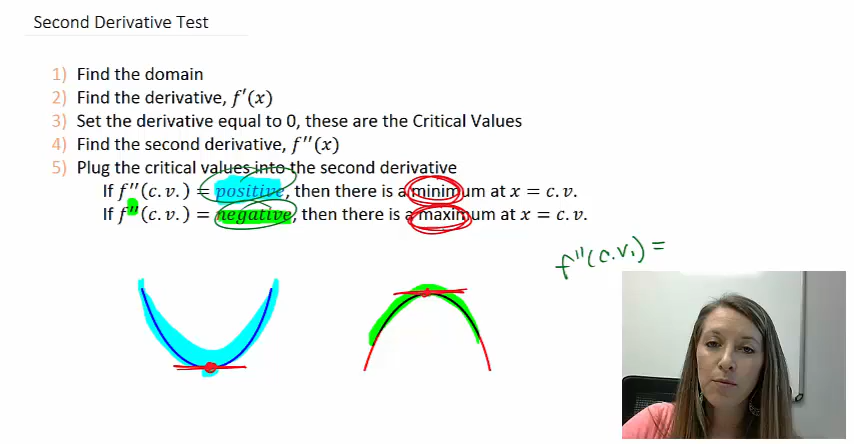 Second Derivative Test
1) Find the domain
2) Find the derivative, f′(x)
3) Set the derivative equal to 0, these are the Critical Values
4) Find the second derivative, f′′(x)
5) Plug the critical values into the second derivative
If f′′(c.v.) = positive, then there is a minimum at x = c.v.
If f′′(c.v.) = negative, then there is a maximum at x = c.v.
f′′(c.v.) =